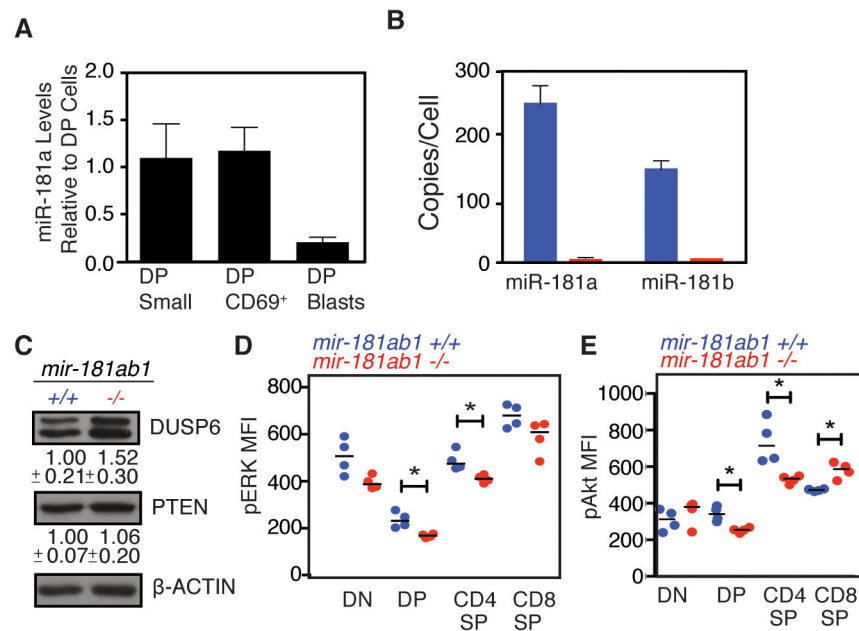 A
miR-181a Levels
Relative to DP Cells
2.0
1.5
1.0
0.5
0.0
DP
Small
DP
CD69⁺
DP
Blasts
B
Copies/Cell
300
200
100
0
miR-181a
miR-181b
C
mir-181ab1
+/+
-/-
DUSP6
1.00
±0.21
1.52
±0.30
PTEN
1.00
±0.07
1.06
±0.20
β-ACTIN
D
mir-181ab1 +/+
mir-181ab1 -/-
pERK MFI
800
600
400
200
0
*
*
DN
DP
CD4
SP
CD8
SP
E
mir-181ab1 +/+
mir-181ab1 -/-
pAkt MFI
1000
800
600
400
200
0
*
*
*
DN
DP
CD4
SP
CD8
SP